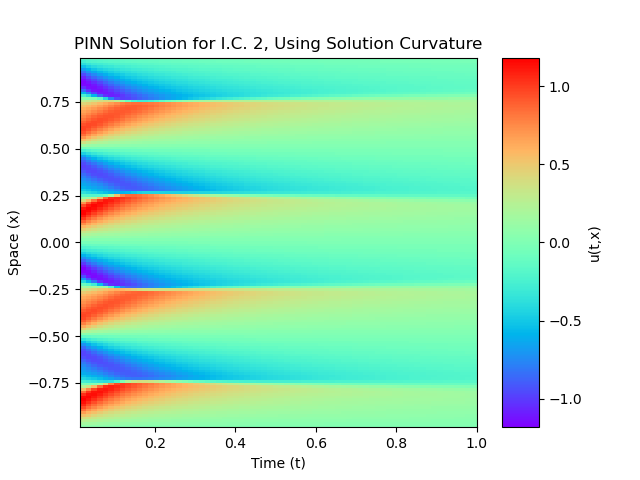 PINN Solution for I.C. 2, Using Solution Curvature
0.75
0.50
0.25
0.00
−0.25
−0.50
−0.75
Space (x)
0.2 0.4 0.6 0.8 1.0
Time (t)
1.0
0.5
0.0
−0.5
−1.0
u(t,x)